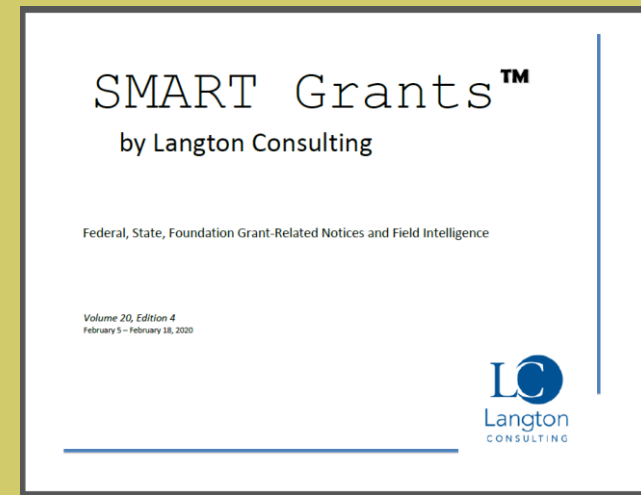 SMART Grants™
by Langton Consulting
Federal, State, Foundation Grant-Related Notices and Field Intelligence
Volume 20, Edition 4
February 5 – February 18, 2020
LC
Langton
CONSULTING